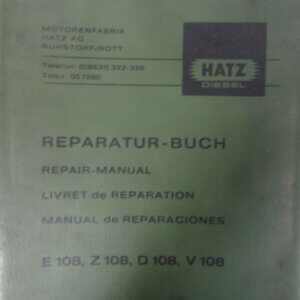 MOTORENFABRIK
HATZ KG
RUHSTORF/ROTT
Telefon: (08531) 322-326
Telex: 057260
HATZ
DIESEL
REPARATUR-BUCH
REPAIR-MANUAL
LIVRET de REPARATION
MANUAL de REPARACIONES
E 108, Z 108, D 108, V 108